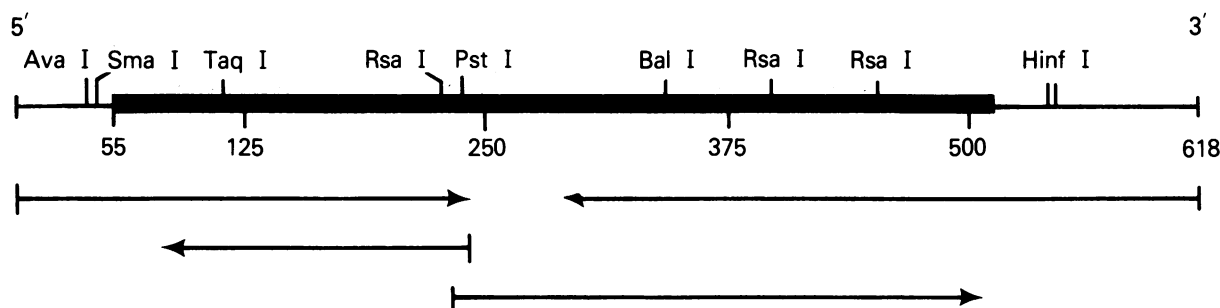 5′ 3′
Ava I Sma I Taq I Rsa I Pst I Bal I Rsa I Rsa I Hinf I
55 125 250 375 500 618